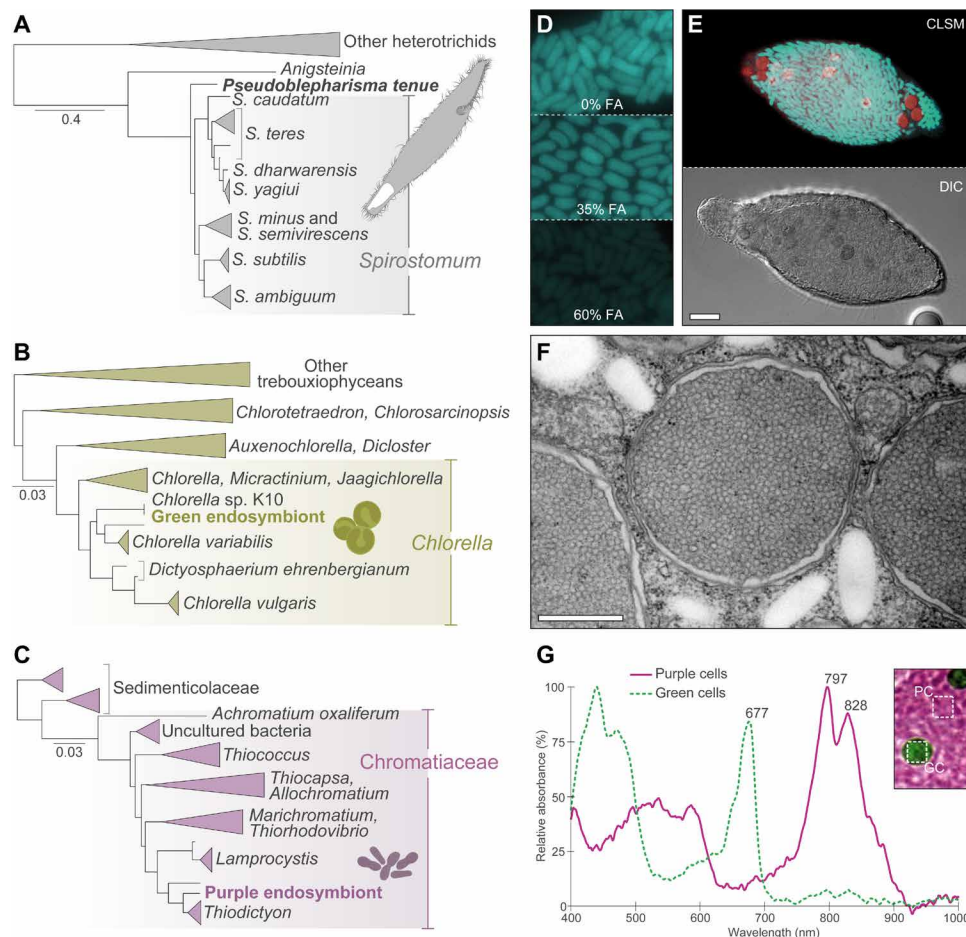 A
Other heterotrichids
Anigsteinia
Pseudoblepharisma tenue
0.4
S. caudatum
S. teres
S. dharwarensis
S. yagiui
S. minus and
S. semivirescens
S. subtilis
Spirostomum
S. ambiguum
B
Other
trebouxiophyceans
Chlorotetraedron, Chlorosarcinopsis
Auxenochlorella, Dicloster
0.03
Chlorella, Micractinium, Jaagichlorella
Chlorella sp. K10
Green endosymbiont
Chlorella variabilis
Chlorella
Dictyosphaerium ehrenbergianum
Chlorella vulgaris
C
Sedimenticolaceae
Achromatium oxaliferum
0.03
Uncultured bacteria
Thiococcus
Chromatiaceae
Thiocapsa,
Allochromatium
Marichromatium,
Thiorhodovibrio
Lamprocystis
Purple endosymbiont
Thiodictyon
D
0% FA
35% FA
60% FA
E
CLSM
DIC
F
G
Purple cells
Green cells
677
797
828
PC
GC
Relative absorbance (%)
100
75
50
25
0
400
500
600
700
800
900
1000
Wavelength (nm)